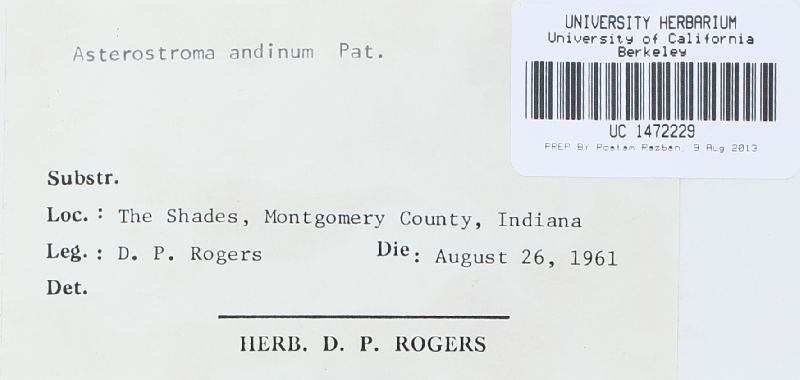 Asterostroma andinum Pat.
UNIVERSITY HERBARIUM
University of California
Berkeley
UC 1472229
PREP BY Rostam Pazban, 9 Aug 2013
Substr.
Loc. : The Shades, Montgomery County, Indiana
Leg. : D. P. Rogers Die : August 26, 1961
Det.
HERB. D. P. ROGERS